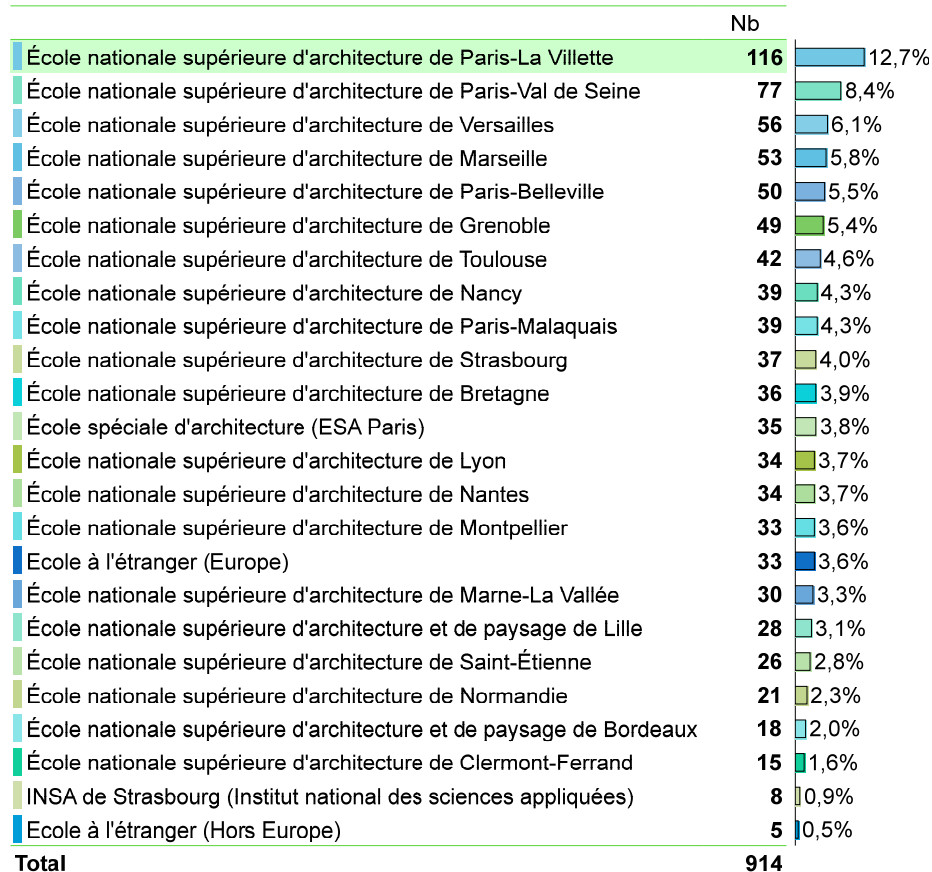 Nb
École nationale supérieure d'architecture de Paris-La Villette 116 12,7%
École nationale supérieure d'architecture de Paris-Val de Seine 77 8,4%
École nationale supérieure d'architecture de Versailles 56 6,1%
École nationale supérieure d'architecture de Marseille 53 5,8%
École nationale supérieure d'architecture de Paris-Belleville 50 5,5%
École nationale supérieure d'architecture de Grenoble 49 5,4%
École nationale supérieure d'architecture de Toulouse 42 4,6%
École nationale supérieure d'architecture de Nancy 39 4,3%
École nationale supérieure d'architecture de Paris-Malaquais 39 4,3%
École nationale supérieure d'architecture de Strasbourg 37 4,0%
École nationale supérieure d'architecture de Bretagne 36 3,9%
École spéciale d'architecture (ESA Paris) 35 3,8%
École nationale supérieure d'architecture de Lyon 34 3,7%
École nationale supérieure d'architecture de Nantes 34 3,7%
École nationale supérieure d'architecture de Montpellier 33 3,6%
Ecole à l'étranger (Europe) 33 3,6%
École nationale supérieure d'architecture de Marne-La Vallée 30 3,3%
École nationale supérieure d'architecture et de paysage de Lille 28 3,1%
École nationale supérieure d'architecture de Saint-Étienne 26 2,8%
École nationale supérieure d'architecture de Normandie 21 2,3%
École nationale supérieure d'architecture et de paysage de Bordeaux 18 2,0%
École nationale supérieure d'architecture de Clermont-Ferrand 15 1,6%
INSA de Strasbourg (Institut national des sciences appliquées) 8 0,9%
Ecole à l'étranger (Hors Europe) 5 0,5%
Total 914